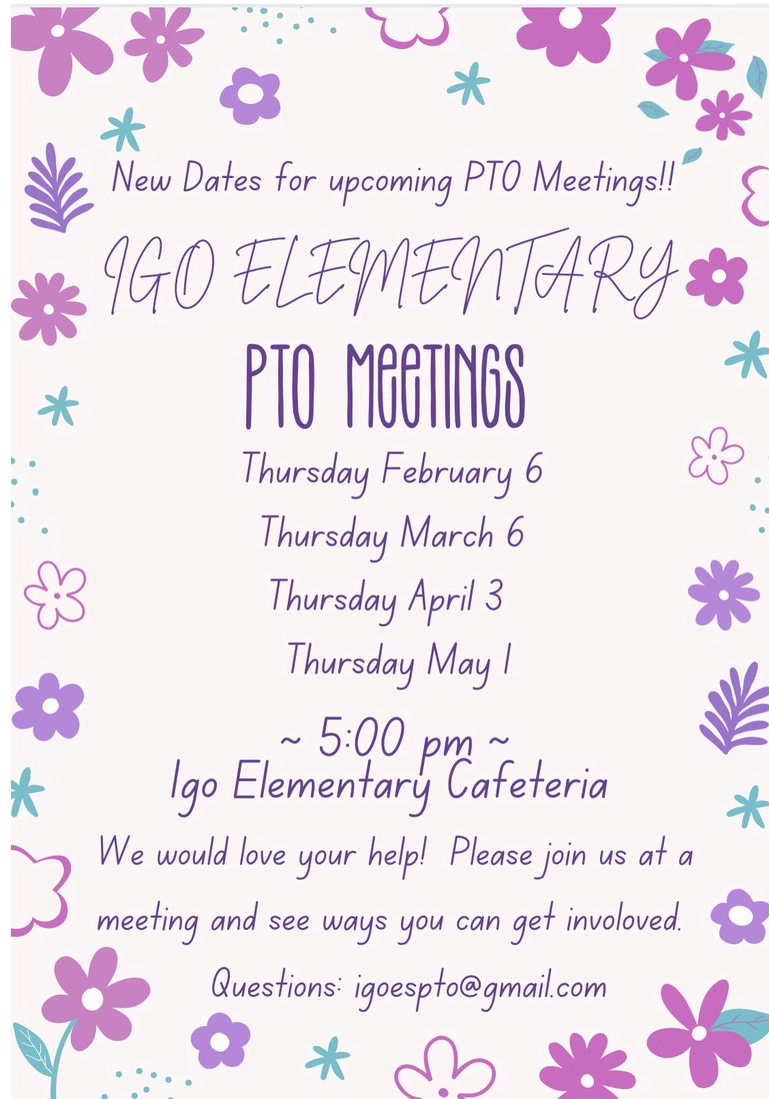 New Dates for upcoming PTO Meetings!!
IGO ELEMENTARY
PTO MEETINGS
Thursday February 6
Thursday March 6
Thursday April 3
Thursday May 1
~ 5:00 pm ~
Igo Elementary Cafeteria
We would love your help! Please join us at a
meeting and see ways you can get involoved.
Questions: igoespto@gmail.com